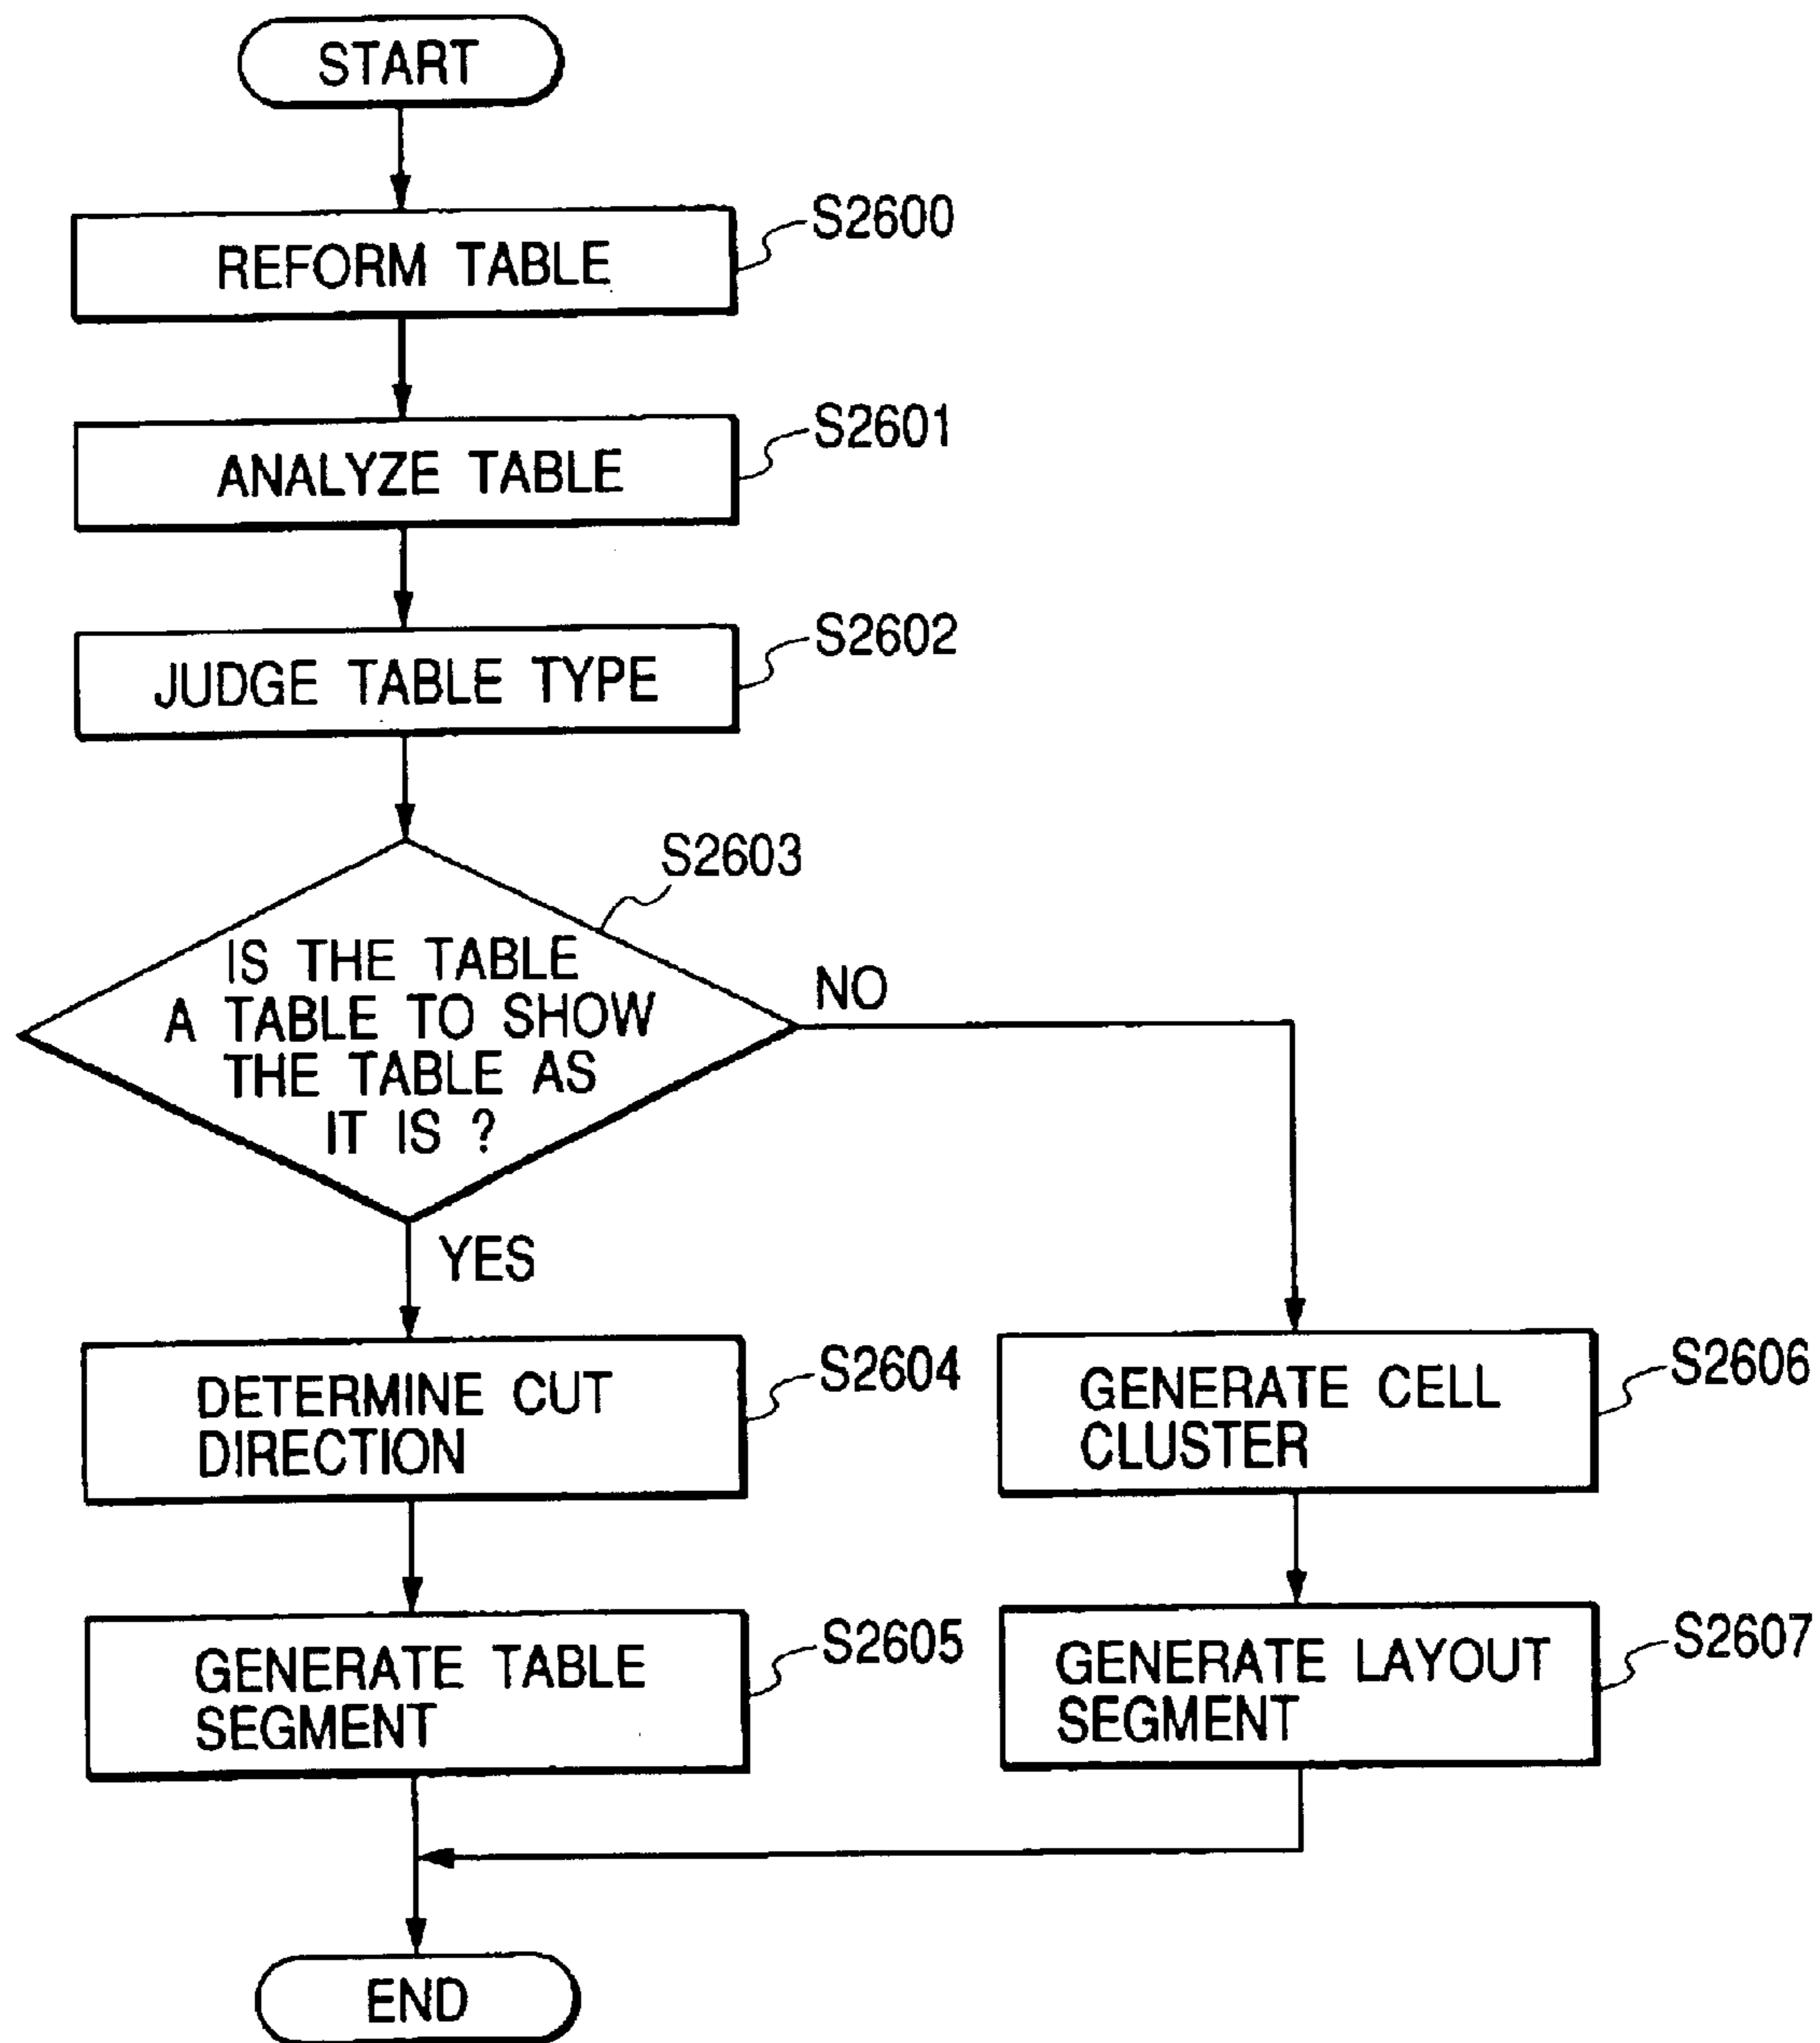 START
REFORM TABLE
S2600
ANALYZE TABLE
S2601
JUDGE TABLE TYPE
S2602
S2603
IS THE TABLE
A TABLE TO SHOW
THE TABLE AS
IT IS ?
NO
YES
DETERMINE CUT
DIRECTION
S2604
GENERATE CELL
CLUSTER
S2606
GENERATE TABLE
SEGMENT
S2605
GENERATE LAYOUT
SEGMENT
S2607
END